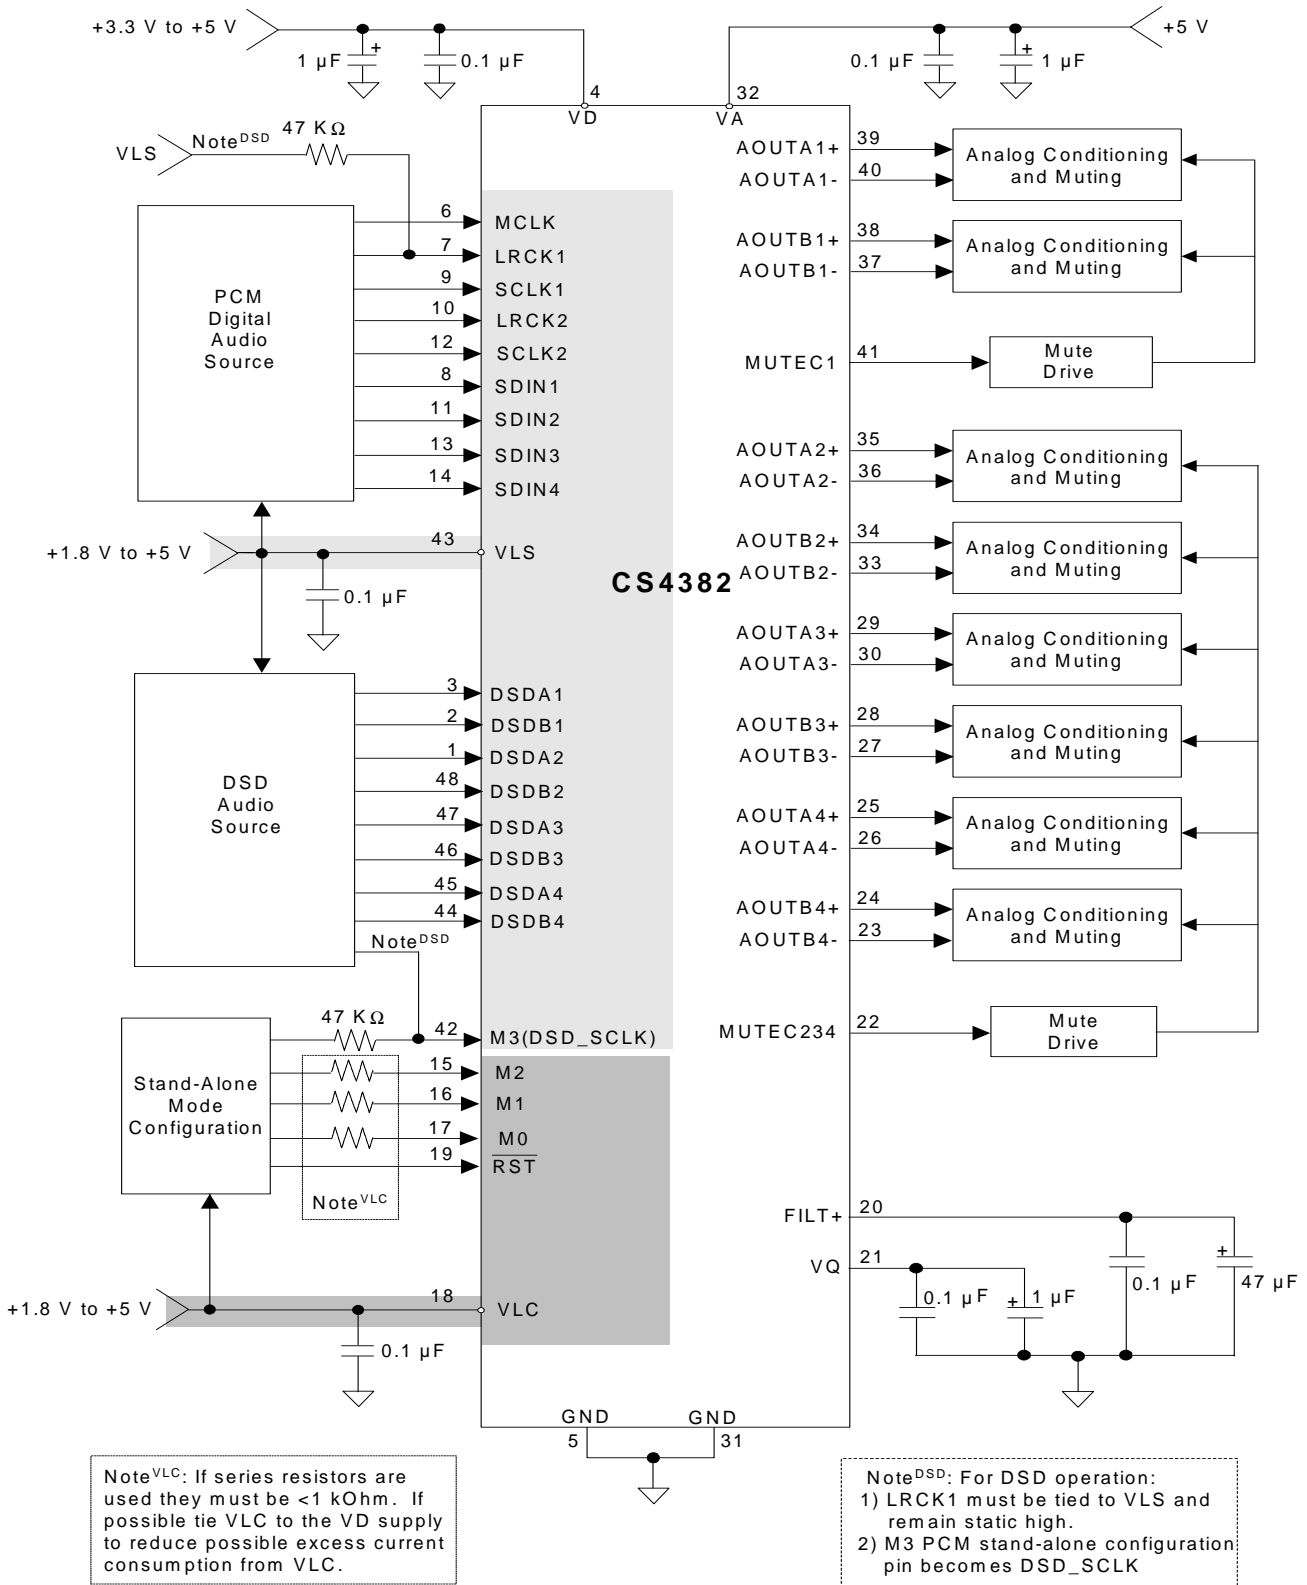 +3.3 V to +5 V
1 µF
+
0.1 µF
0.1 µF
+
1 µF
+5 V
4
32
VD
VA
VLS
Note^DSD
47 KΩ
PCM
Digital
Audio
Source
6
MCLK
7
LRCK1
9
SCLK1
10
LRCK2
12
SCLK2
8
SDIN1
11
SDIN2
13
SDIN3
14
SDIN4
+1.8 V to +5 V
43
VLS
0.1 µF
CS4382
DSD
Audio
Source
3
DSDA1
2
DSDB1
1
DSDA2
48
DSDB2
47
DSDA3
46
DSDB3
45
DSDA4
44
DSDB4
Note^DSD
Stand-Alone
Mode
Configuration
47 KΩ
42
M3(DSD_SCLK)
15
M2
16
M1
17
M0
19
RST
Note^VLC
+1.8 V to +5 V
18
VLC
0.1 µF
AOUTA1+
39
AOUTA1-
40
Analog Conditioning
and Muting
AOUTB1+
38
AOUTB1-
37
Analog Conditioning
and Muting
MUTEC1
41
Mute
Drive
AOUTA2+
35
AOUTA2-
36
Analog Conditioning
and Muting
AOUTB2+
34
AOUTB2-
33
Analog Conditioning
and Muting
AOUTA3+
29
AOUTA3-
30
Analog Conditioning
and Muting
AOUTB3+
28
AOUTB3-
27
Analog Conditioning
and Muting
AOUTA4+
25
AOUTA4-
26
Analog Conditioning
and Muting
AOUTB4+
24
AOUTB4-
23
Analog Conditioning
and Muting
MUTEC234
22
Mute
Drive
FILT+
20
VQ
21
0.1 µF
+
1 µF
0.1 µF
+
47 µF
GND
GND
5
31
Note^VLC: If series resistors are
used they must be <1 kOhm. If
possible tie VLC to the VD supply
to reduce possible excess current
consumption from VLC.
Note^DSD: For DSD operation:
1) LRCK1 must be tied to VLS and
remain static high.
2) M3 PCM stand-alone configuration
pin becomes DSD_SCLK